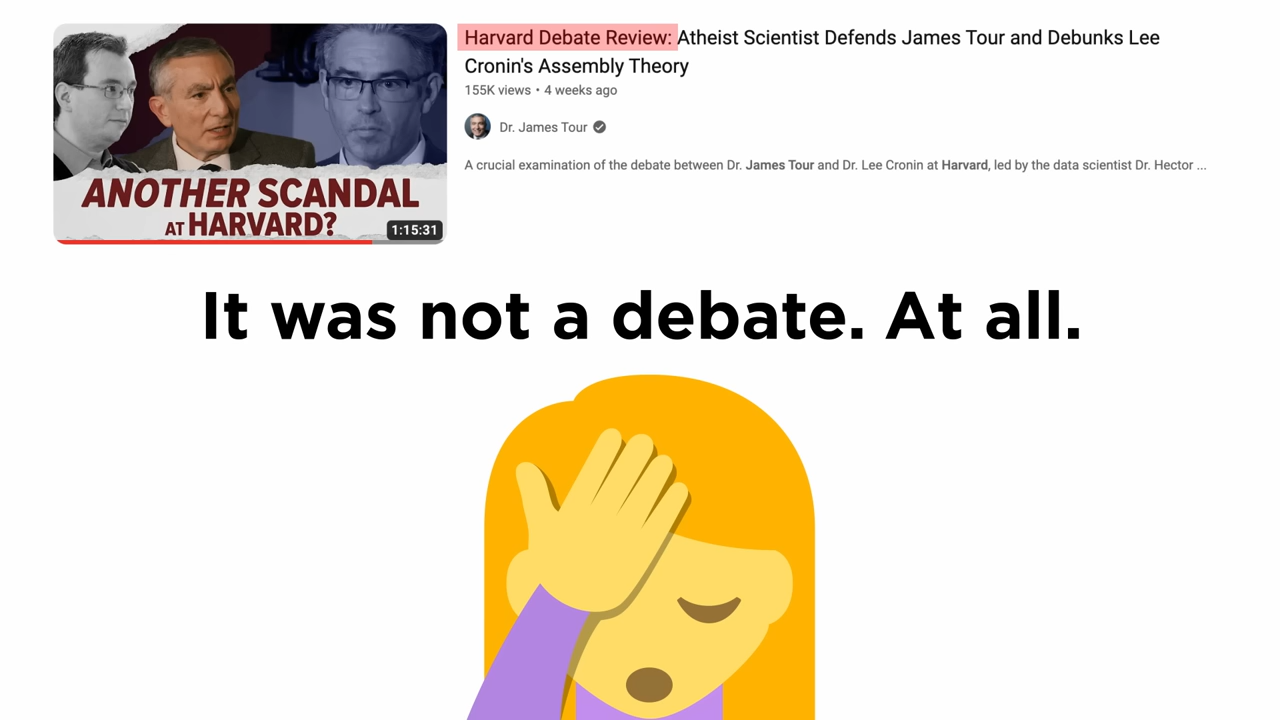 ANOTHER SCANDAL
AT HARVARD?
1:15:31
Harvard Debate Review: Atheist Scientist Defends James Tour and Debunks Lee
Cronin's Assembly Theory
155K views • 4 weeks ago
Dr. James Tour
A crucial examination of the debate between Dr. James Tour and Dr. Lee Cronin at Harvard, led by the data scientist Dr. Hector ...
It was not a debate. At all.